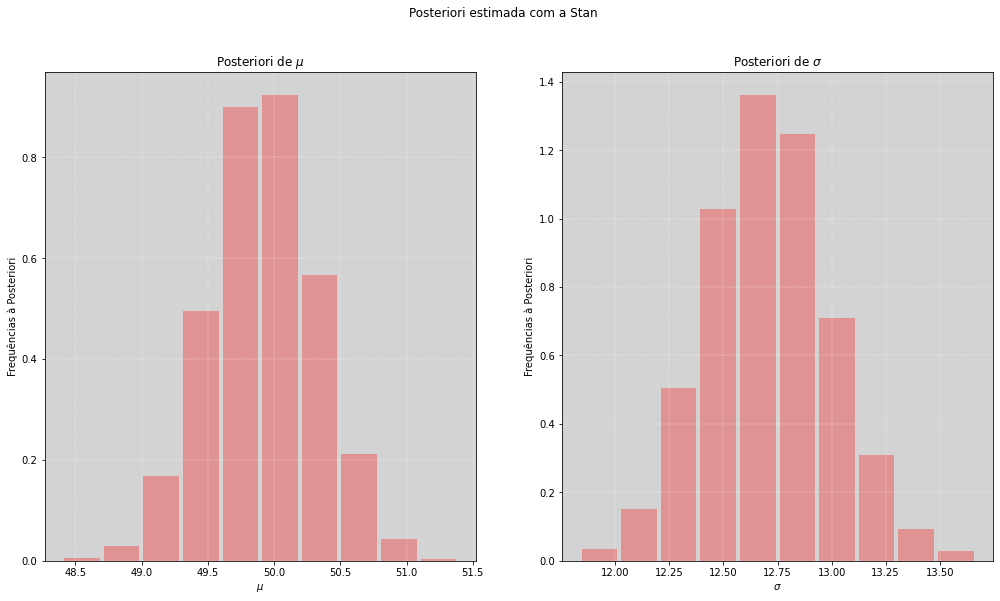 Posteriori estimada com a Stan
Posteriori de μ
Frequências à Posteriori
0.8
0.6
0.4
0.2
0.0
48.5 49.0 49.5 50.0 50.5 51.0 51.5
μ
Posteriori de σ
Frequências à Posteriori
1.4
1.2
1.0
0.8
0.6
0.4
0.2
0.0
12.00 12.25 12.50 12.75 13.00 13.25 13.50
σ